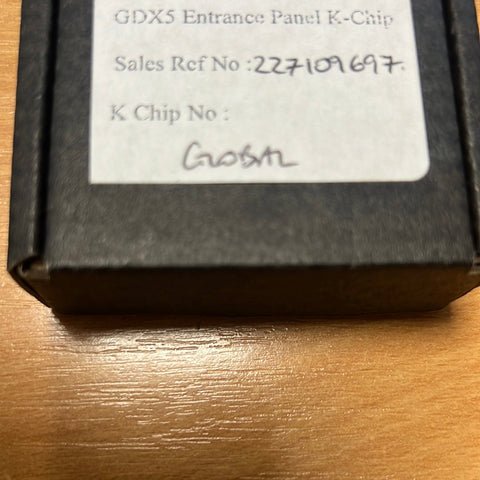 GDX5 Entrance Panel K-Chip
Sales Ref No :227109697.
K Chip No :
GLOBAL